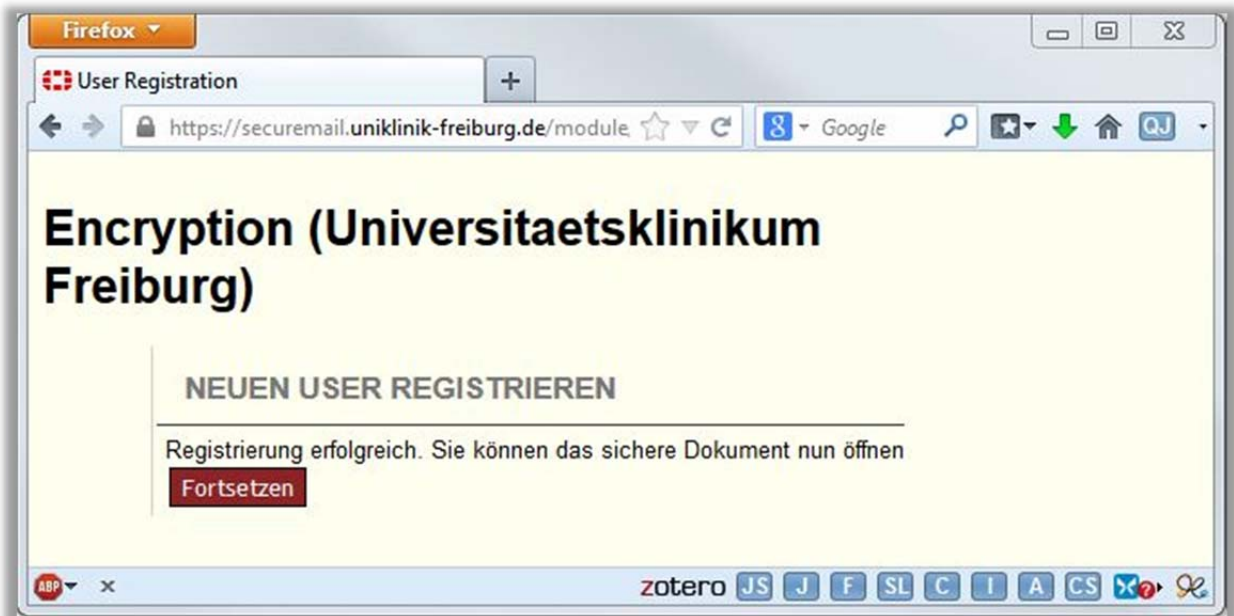 Firefox
User Registration
https://securemail.uniklinik-freiburg.de/module
Google
QJ
Encryption (Universitaetsklinikum
Freiburg)
NEUEN USER REGISTRIEREN
Registrierung erfolgreich. Sie können das sichere Dokument nun öffnen
Fortsetzen
ABP
zotero JS J F SL C I A CS